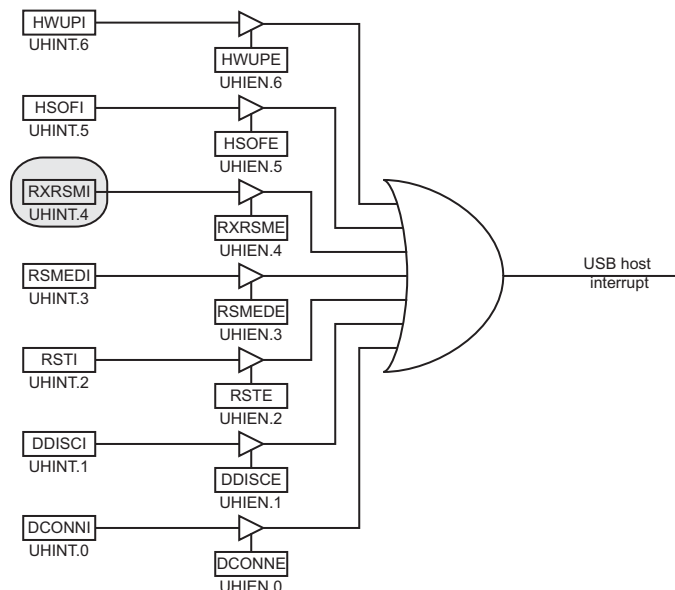 HWUPI
UHINT.6
HWUPE
UHIEN.6
HSOFI
UHINT.5
HSOFE
UHIEN.5
RXRSMI
UHINT.4
RXRSME
UHIEN.4
RSMEDI
UHINT.3
RSMEDE
UHIEN.3
RSTI
UHINT.2
RSTE
UHIEN.2
DDISCI
UHINT.1
DDISCE
UHIEN.1
DCONNI
UHINT.0
DCONNE
UHIEN.0
USB host
interrupt